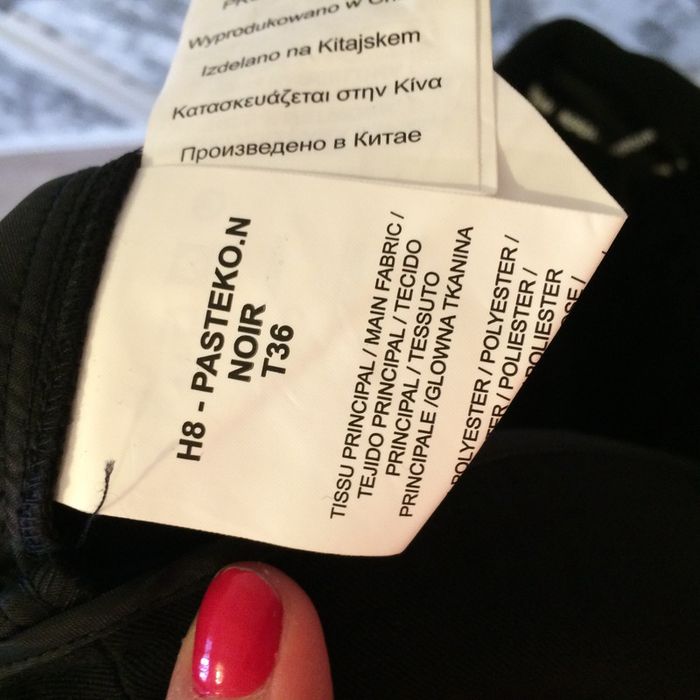 Wyprodukowano w
Izdelano na Kitajskem
Κατασκευάζεται στην Κίνα
Произведено в Китае
H8 - PASTEKO.N
NOIR
T36
TISSU PRINCIPAL / MAIN FABRIC /
TEJIDO PRINCIPAL / TECIDO
PRINCIPAL / TESSUTO
PRINCIPALE /GLOWNA TKANINA
POLYESTER / POLYESTER /
/ POLIESTER /
POLIESTER